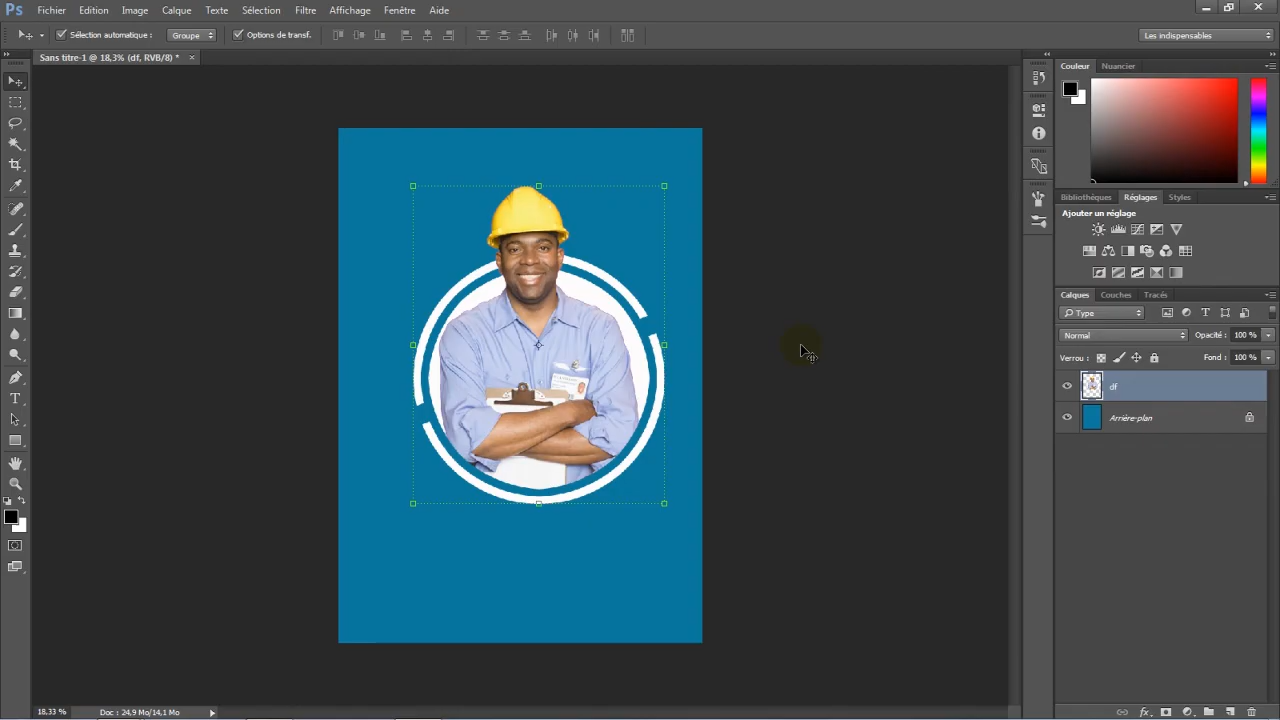 Ps Fichier Edition Image Calque Texte Sélection Filtre Affichage Fenêtre Aide
Sélection automatique : Groupe Options de transf. Les indispensables
Sans titre-1 @ 18,3% (df, RVB/8) * ×
Couleur Nuancier
Bibliothèques Réglages Styles
Ajouter un réglage
Calques Couches Tracés
Type
Normal Opacité : 100 %
Verrou : Fond : 100 %
df
Arrière-plan
18,33 % Doc : 24,9 Mo/14,1 Mo